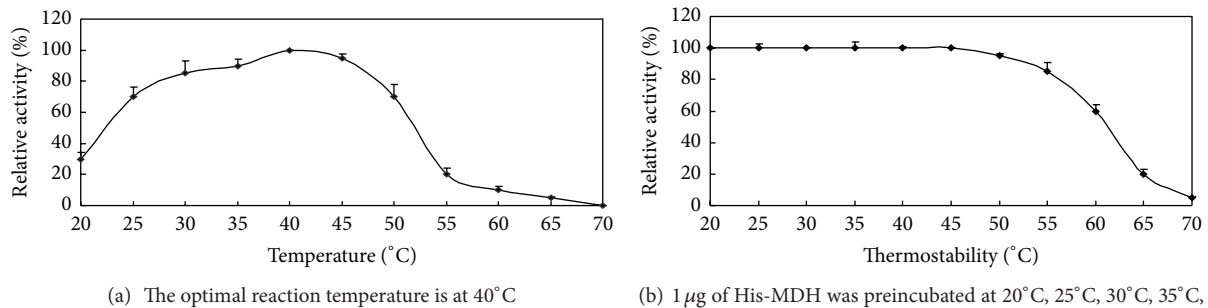 120
100
80
60
40
20
0
Relative activity (%)
20 25 30 35 40 45 50 55 60 65 70
Temperature (°C)
(a) The optimal reaction temperature is at 40°C
120
100
80
60
40
20
0
Relative activity (%)
20 25 30 35 40 45 50 55 60 65 70
Thermostability (°C)
(b) 1 μg of His-MDH was preincubated at 20°C, 25°C, 30°C, 35°C,